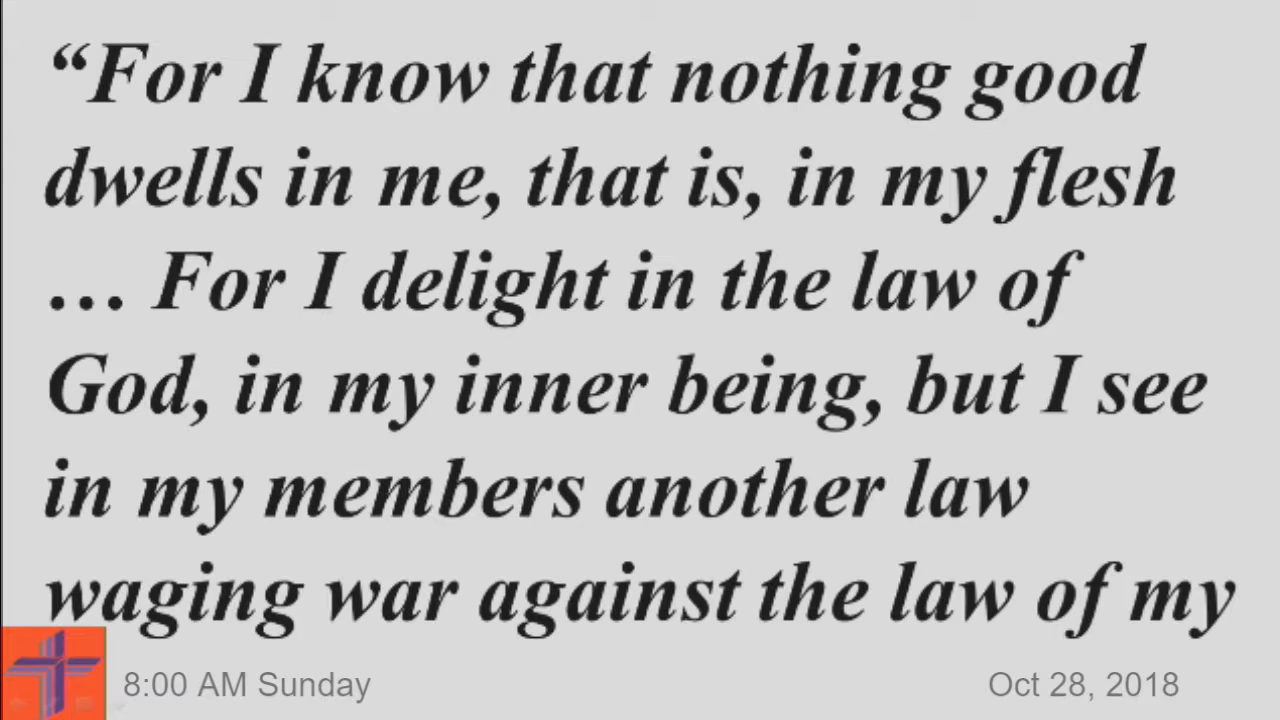 “For I know that nothing good
dwells in me, that is, in my flesh
… For I delight in the law of
God, in my inner being, but I see
in my members another law
waging war against the law of my
8:00 AM Sunday
Oct 28, 2018